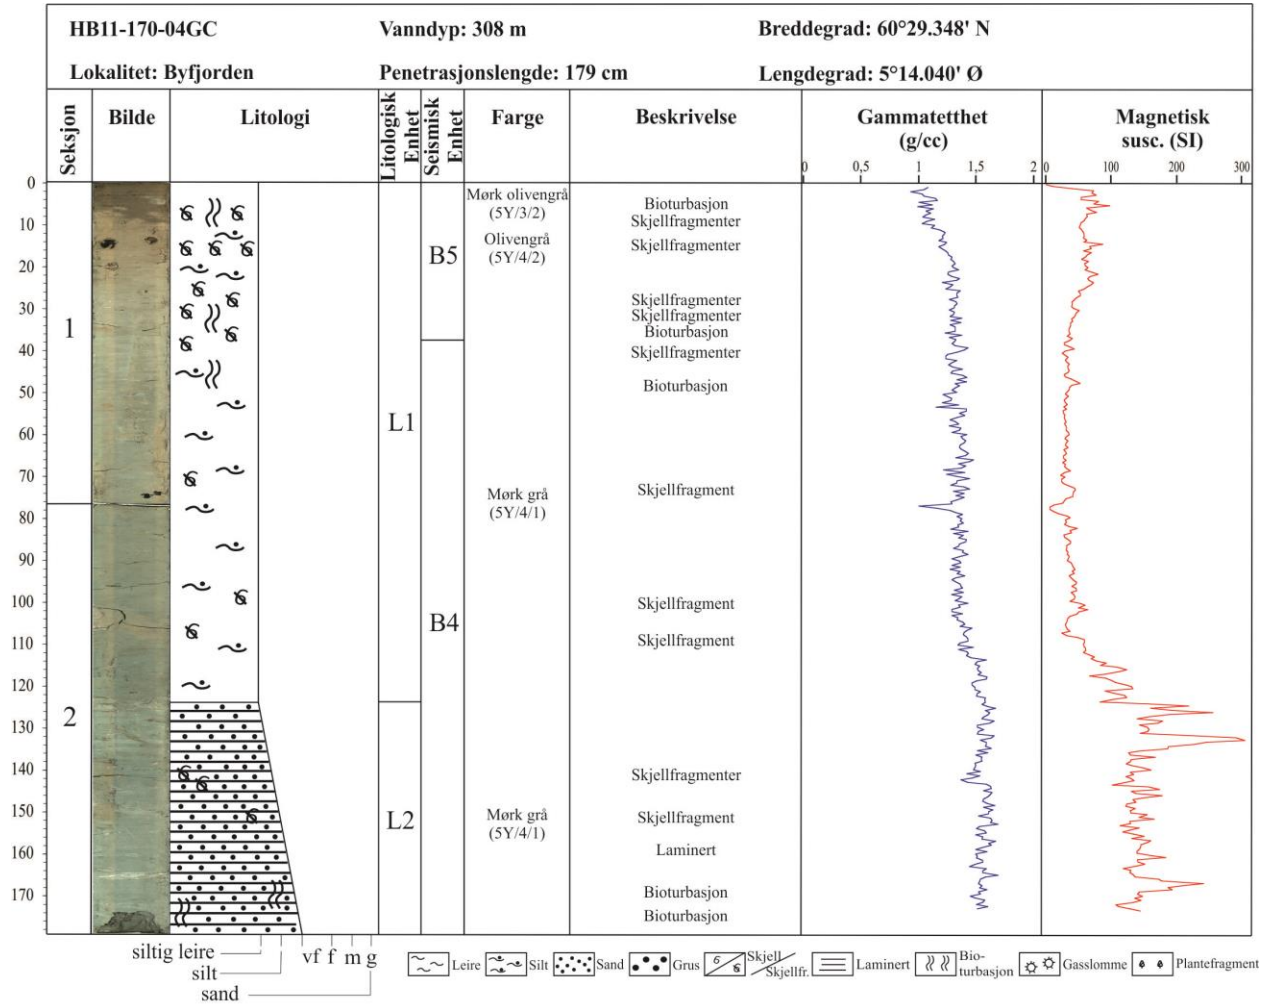 HB11-170-04GC Vanndyp: 308 m Breddegrad: 60°29.348' N
Lokalitet: Byfjorden Penetrasjonslengde: 179 cm Lengdegrad: 5°14.040' Ø
Seksjon
Bilde
Litologi
Litologisk
Enhet
Seismisk
Enhet
Farge
Beskrivelse
Gammatetthet
(g/cc)
0 0,5 1 1,5 2
Magnetisk
susc. (SI)
0 100 200 300
0
10
20
30
40
50
60
70
80
90
100
110
120
130
140
150
160
170
1
2
L1
L2
B5
B4
Mørk olivengrå
(5Y/3/2)
Olivengrå
(5Y/4/2)
Mørk grå
(5Y/4/1)
Mørk grå
(5Y/4/1)
Bioturbasjon
Skjellfragmenter
Skjellfragmenter
Skjellfragmenter
Skjellfragmenter
Bioturbasjon
Skjellfragmenter
Bioturbasjon
Skjellfragment
Skjellfragment
Skjellfragment
Skjellfragmenter
Skjellfragment
Laminert
Bioturbasjon
Bioturbasjon
siltig leire
silt
sand
vf f m g
Leire
Silt
Sand
Grus
Skjell
Skjellfr.
Laminert
Bio-
turbasjon
Gasslomme
Plantefragment